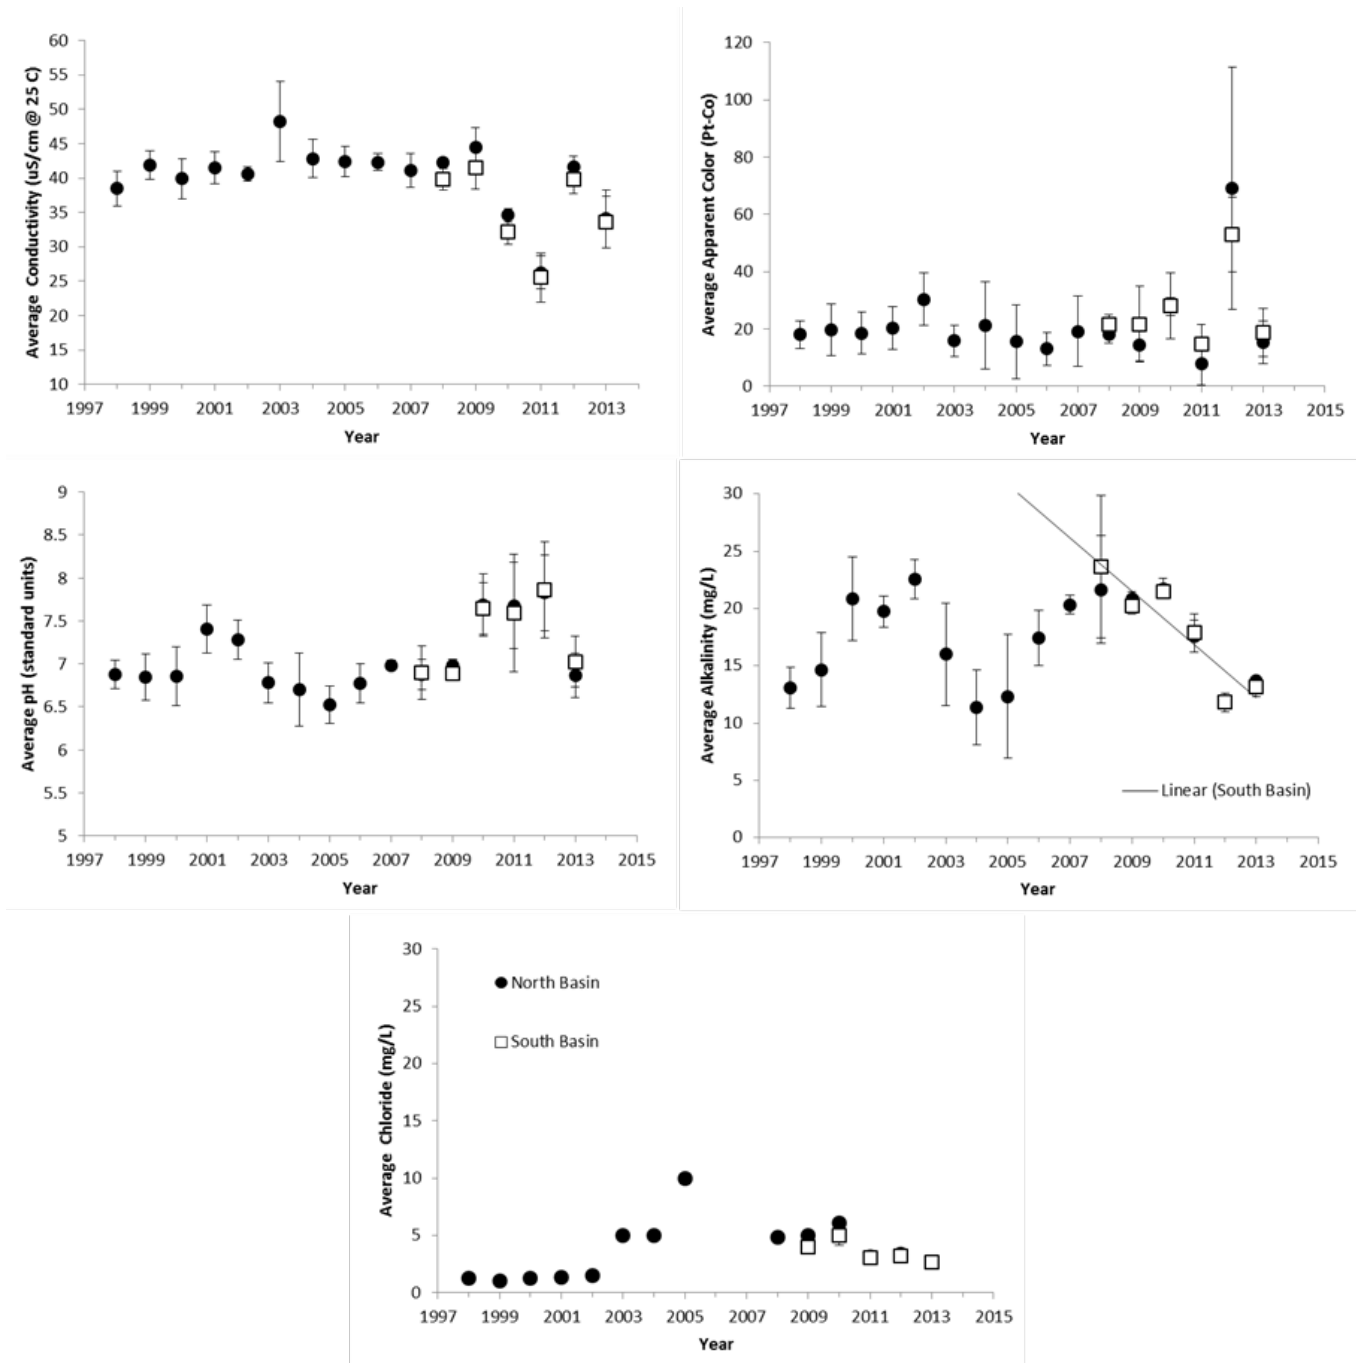 60
55
50
45
40
35
30
25
20
15
10
Average Conductivity (uS/cm @ 25 C)
1997 1999 2001 2003 2005 2007 2009 2011 2013
Year
120
100
80
60
40
20
0
Average Apparent Color (Pt-Co)
1997 1999 2001 2003 2005 2007 2009 2011 2013 2015
Year
9
8.5
8
7.5
7
6.5
6
5.5
5
Average pH (standard units)
1997 1999 2001 2003 2005 2007 2009 2011 2013 2015
Year
30
25
20
15
10
5
0
Average Alkalinity (mg/L)
Linear (South Basin)
1997 1999 2001 2003 2005 2007 2009 2011 2013 2015
Year
30
25
20
15
10
5
0
Average Chloride (mg/L)
North Basin
South Basin
1997 1999 2001 2003 2005 2007 2009 2011 2013 2015
Year